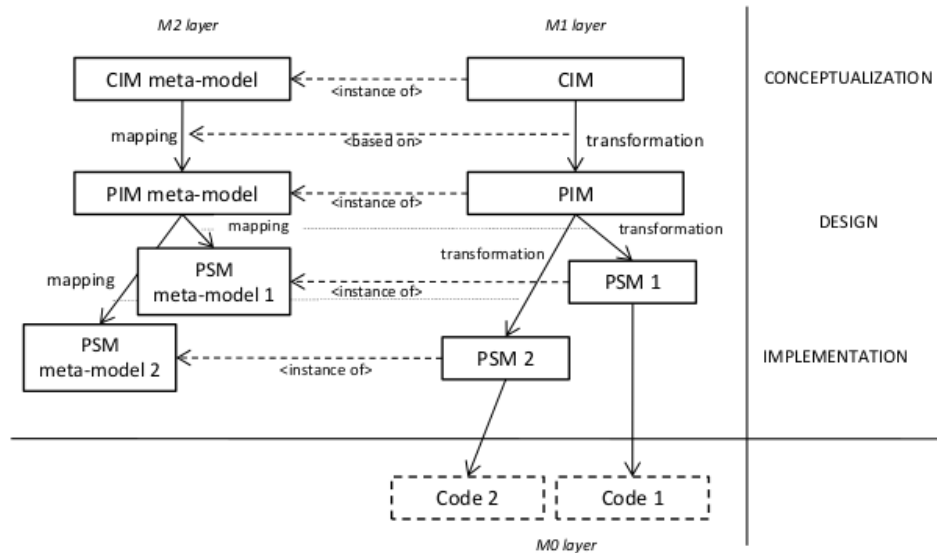 M2 layer
M1 layer
CIM meta-model
CIM
CONCEPTUALIZATION
<instance of>
mapping
<based on>
transformation
PIM meta-model
PIM
<instance of>
DESIGN
mapping
transformation
transformation
PSM
meta-model 1
mapping
PSM 1
<instance of>
PSM
meta-model 2
PSM 2
IMPLEMENTATION
<instance of>
Code 2
Code 1
M0 layer